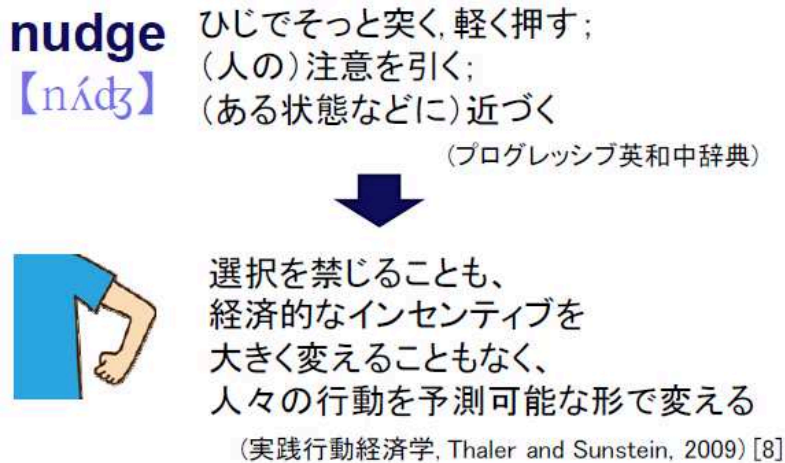 nudge ひじでそっと突く, 軽く押す;
【nʌ́dʒ】 (人の)注意を引く;
(ある状態などに)近づく
(プログレッシブ英和中辞典)
選択を禁じることも、
経済的なインセンティブを
大きく変えることもなく、
人々の行動を予測可能な形で変える
(実践行動経済学, Thaler and Sunstein, 2009)[8]